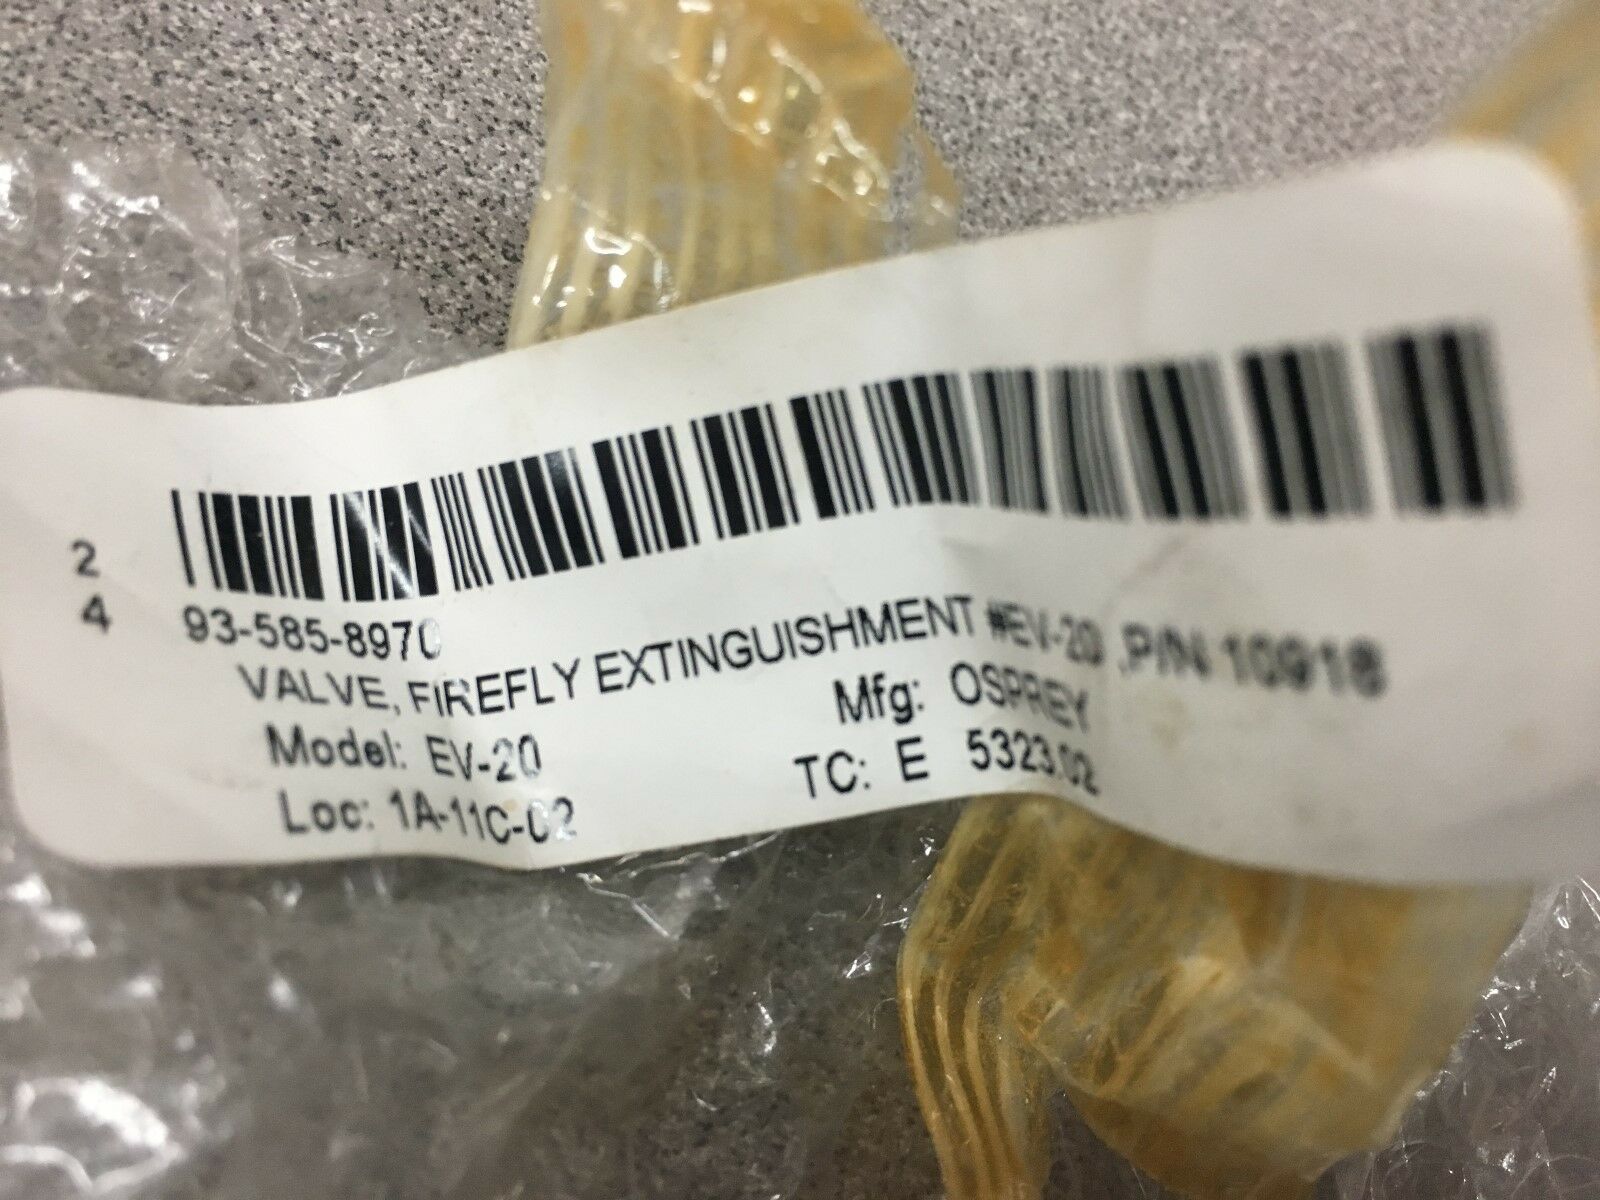 2
4
93-585-8970
VALVE, FIREFLY EXTINGUISHMENT #EV-20 ,P/N 10918
Model: EV-20 Mfg: OSPREY
Loc: 1A-11C-02 TC: E 5323.02